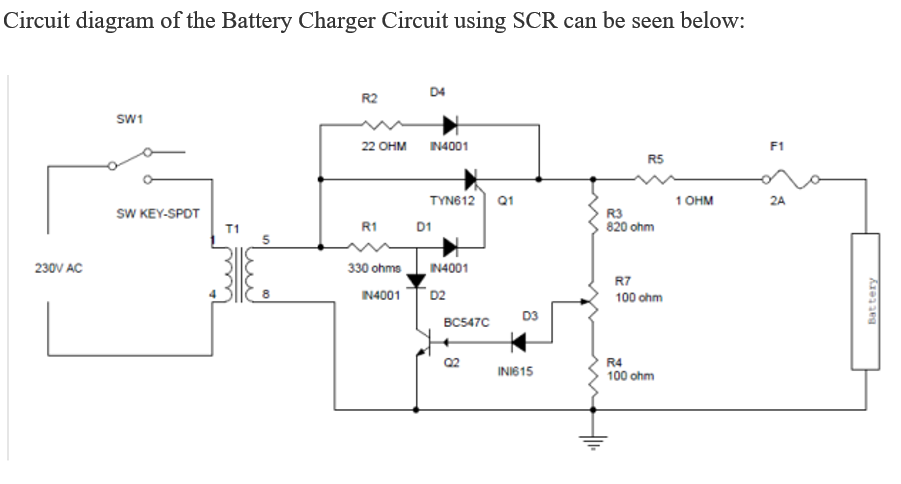 Circuit diagram of the Battery Charger Circuit using SCR can be seen below:
R2
D4
SW1
22 OHM
IN4001
F1
R5
TYN612
Q1
1 OHM
2A
SW KEY-SPDT
R3
820 ohm
T1
R1
D1
1
5
230V AC
330 ohms
IN4001
R7
100 ohm
4
8
IN4001
D2
Battery
BC547C
D3
Q2
INI615
R4
100 ohm